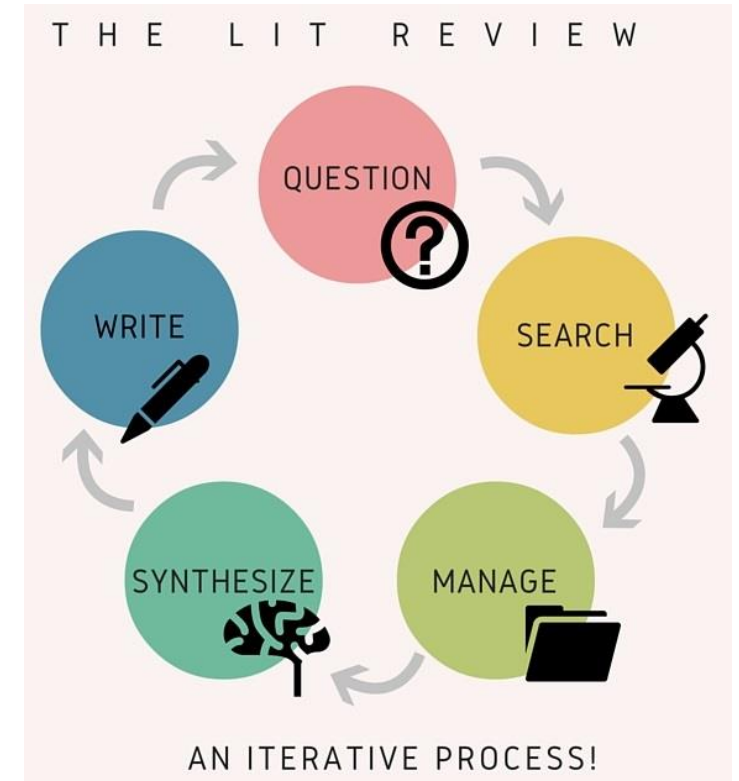 THE LIT REVIEW
QUESTION
?
SEARCH
MANAGE
SYNTHESIZE
WRITE
AN ITERATIVE PROCESS!